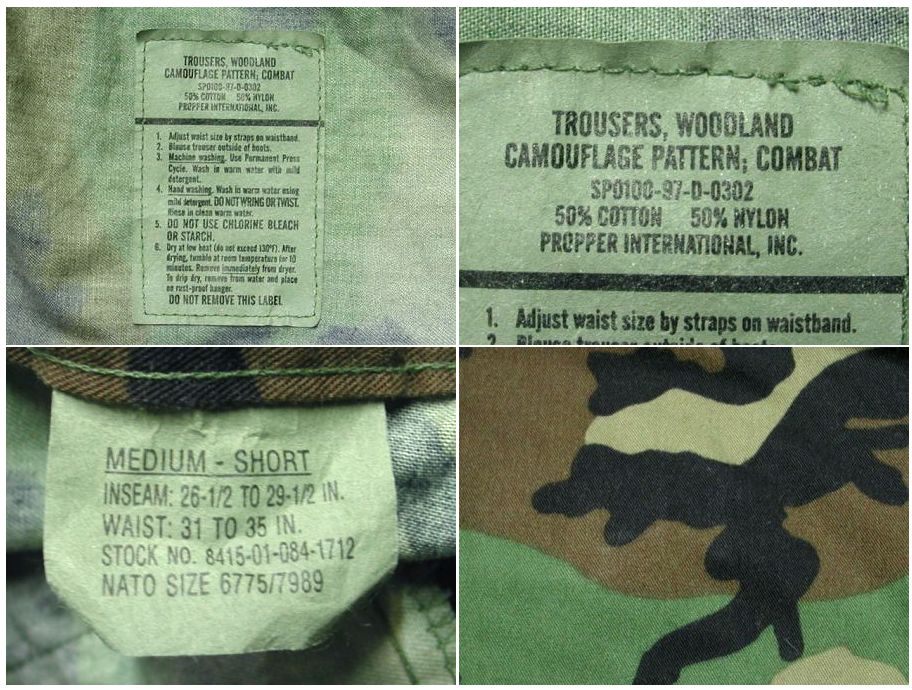 TROUSERS, WOODLAND
CAMOUFLAGE PATTERN; COMBAT
SP0100-97-D-0302
50% COTTON 50% NYLON
PROPPER INTERNATIONAL, INC.
1. Adjust waist size by straps on waistband.
2. Blouse trouser outside of boots.
3. Machine washing. Use Permanent Press
Cycle. Wash in warm water with mild
detergent.
4. Hand washing. Wash in warm water using
mild detergent. DO NOT WRING OR TWIST.
Rinse in clean warm water.
5. DO NOT USE CHLORINE BLEACH
OR STARCH.
6. Dry at low heat (do not exceed 130°F). After
drying, tumble at room temperature for 10
minutes. Remove immediately from dryer.
To drip dry, remove from water and place
on rust-proof hanger.
DO NOT REMOVE THIS LABEL
TROUSERS, WOODLAND
CAMOUFLAGE PATTERN; COMBAT
SP0100-97-D-0302
50% COTTON 50% NYLON
PROPPER INTERNATIONAL, INC.
1. Adjust waist size by straps on waistband.
2. Blouse trouser outside of boots.
MEDIUM - SHORT
INSEAM: 26-1/2 TO 29-1/2 IN.
WAIST: 31 TO 35 IN.
STOCK NO. 8415-01-084-1712
NATO SIZE 6775/7989